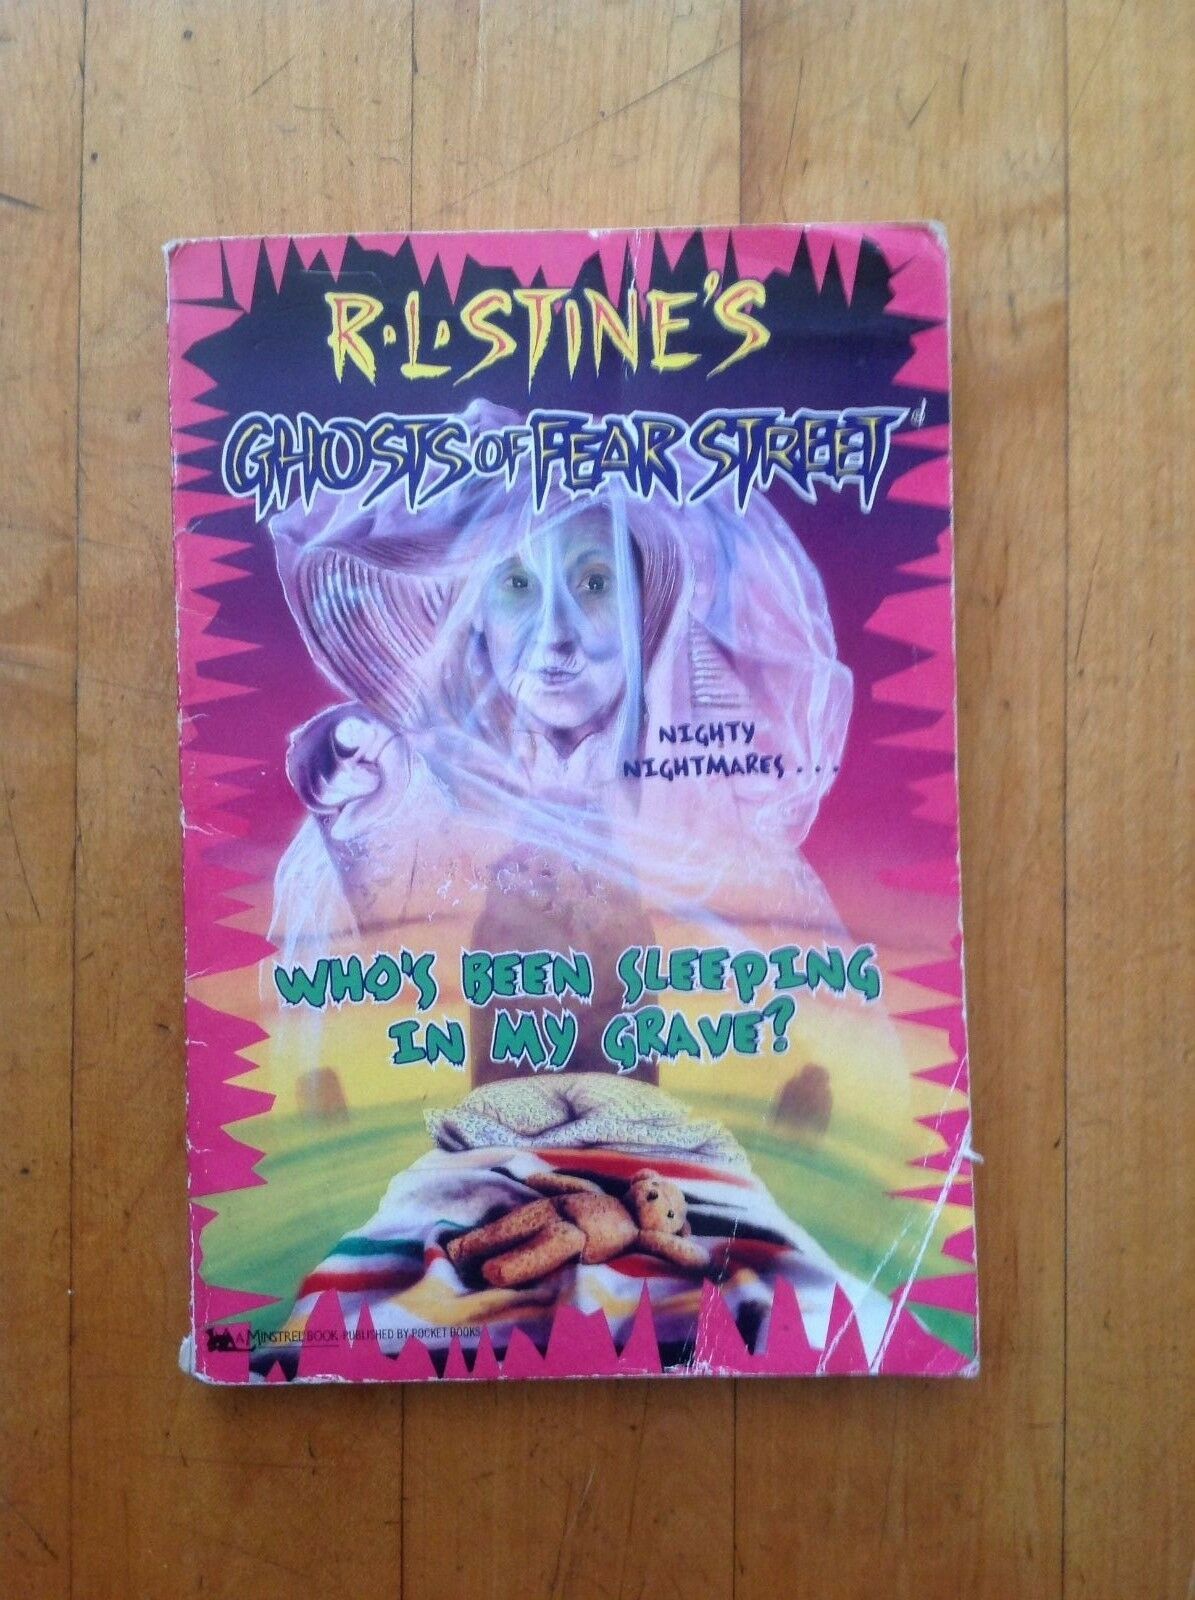 R.L.STINE'S
GHOSTS OF FEAR STREET
NIGHTY
NIGHTMARES . . .
WHO'S BEEN SLEEPING
IN MY GRAVE?
A MINSTREL BOOK PUBLISHED BY POCKET BOOKS